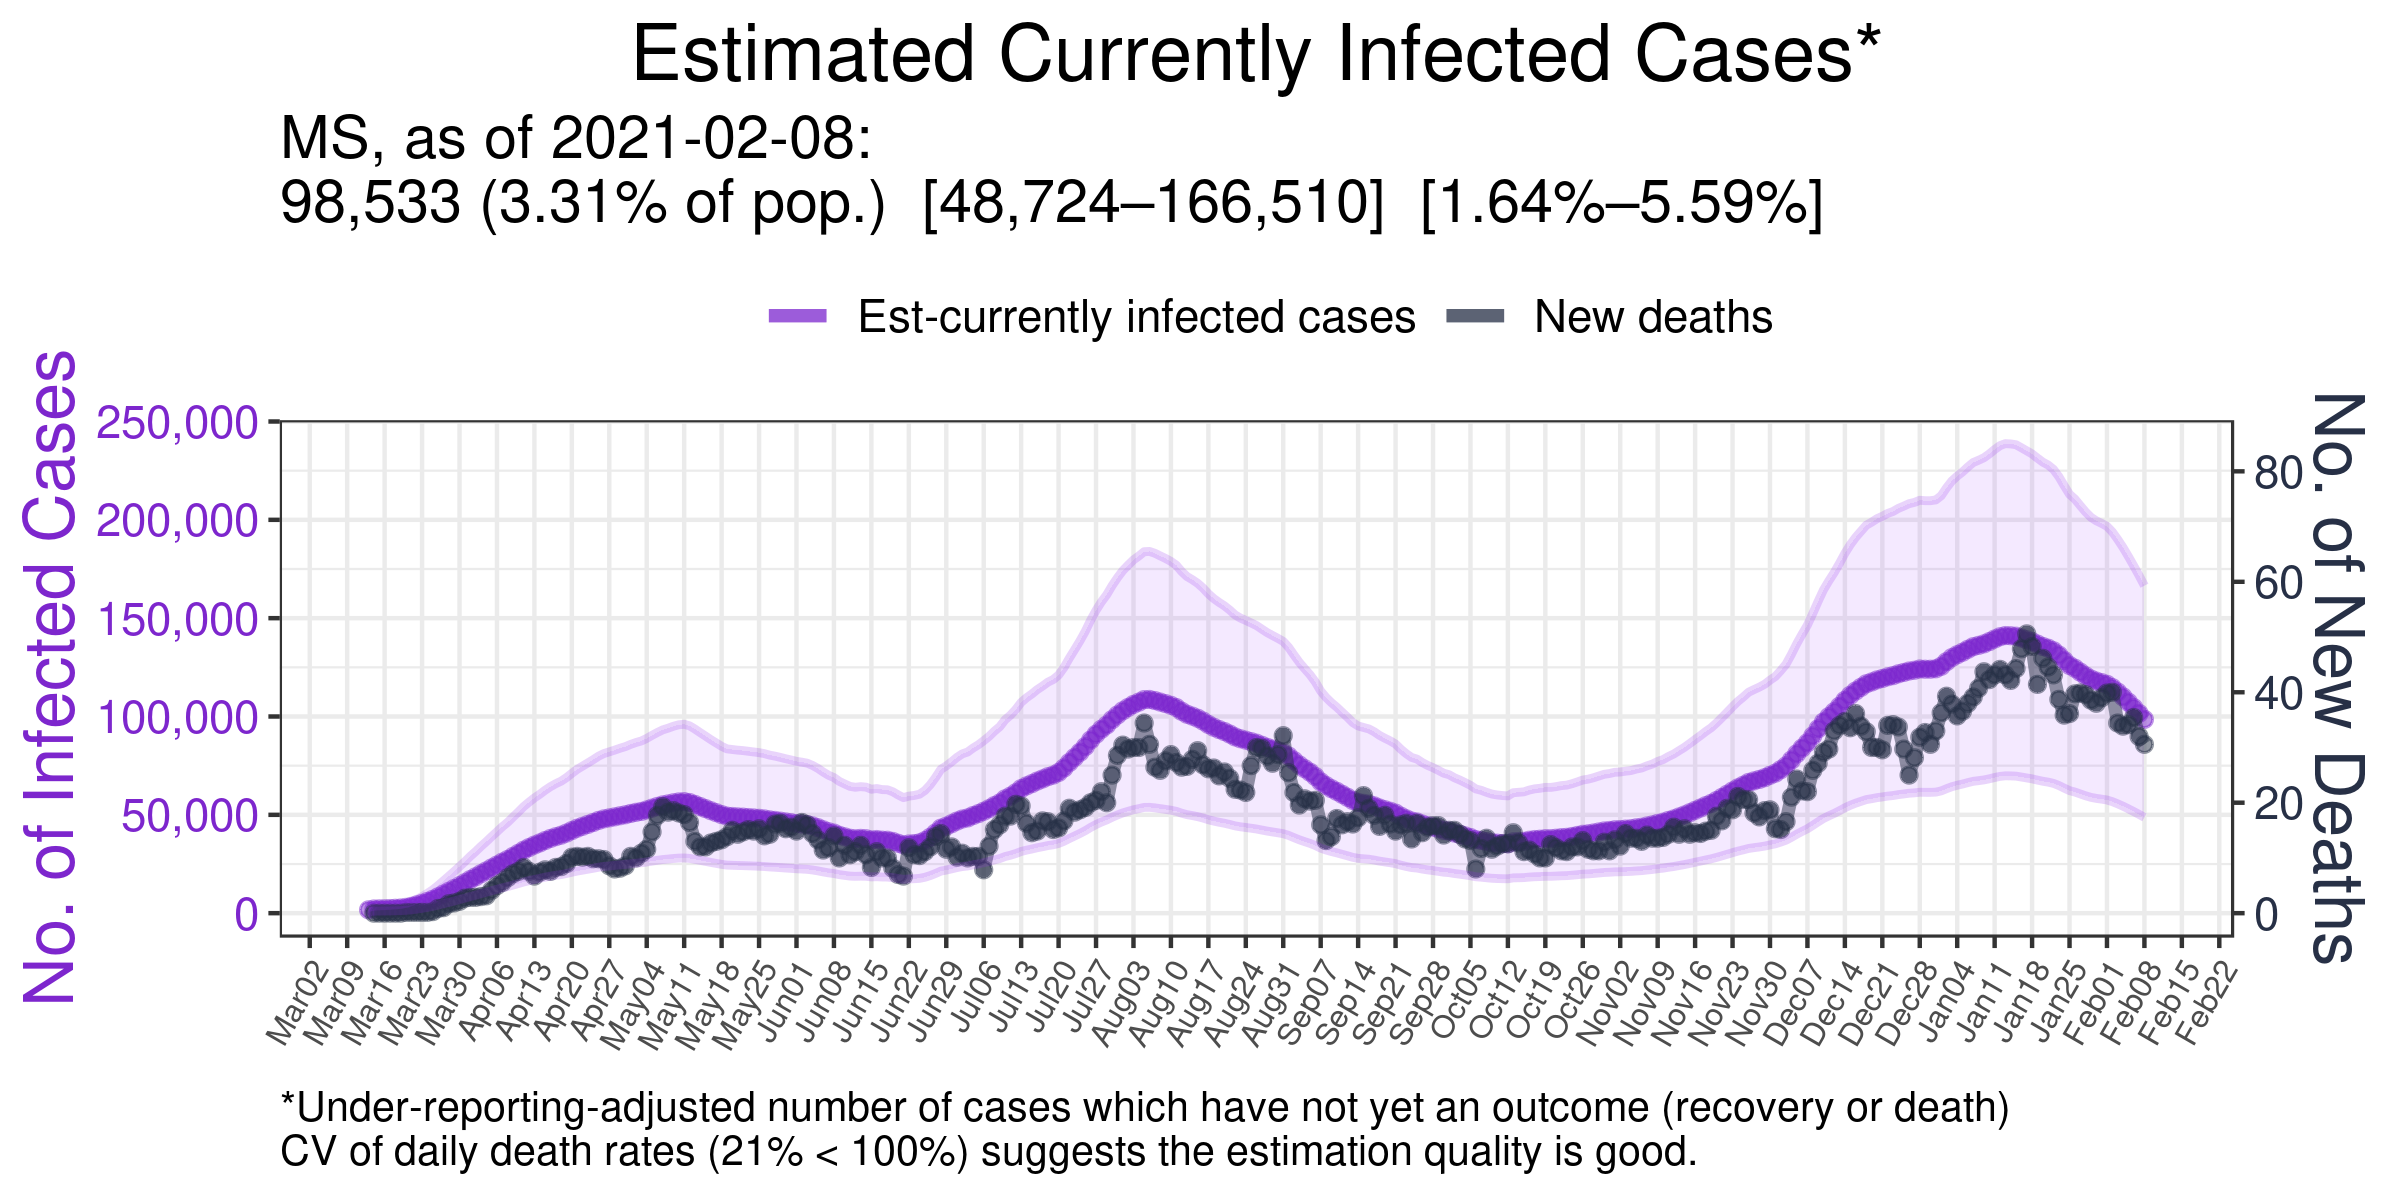 Estimated Currently Infected Cases*
MS, as of 2021-02-08:
98,533 (3.31% of pop.) [48,724–166,510] [1.64%–5.59%]
Est-currently infected cases New deaths
No. of Infected Cases
250,000
200,000
150,000
100,000
50,000
0
80
60
40
20
0
No. of New Deaths
Mar02 Mar09 Mar16 Mar23 Mar30 Apr06 Apr13 Apr20 Apr27 May04 May11 May18 May25 Jun01 Jun08 Jun15 Jun22 Jun29 Jul06 Jul13 Jul20 Jul27 Aug03 Aug10 Aug17 Aug24 Aug31 Sep07 Sep14 Sep21 Sep28 Oct05 Oct12 Oct19 Oct26 Nov02 Nov09 Nov16 Nov23 Nov30 Dec07 Dec14 Dec21 Dec28 Jan04 Jan11 Jan18 Jan25 Feb01 Feb08 Feb15 Feb22
*Under-reporting-adjusted number of cases which have not yet an outcome (recovery or death)
CV of daily death rates (21% < 100%) suggests the estimation quality is good.